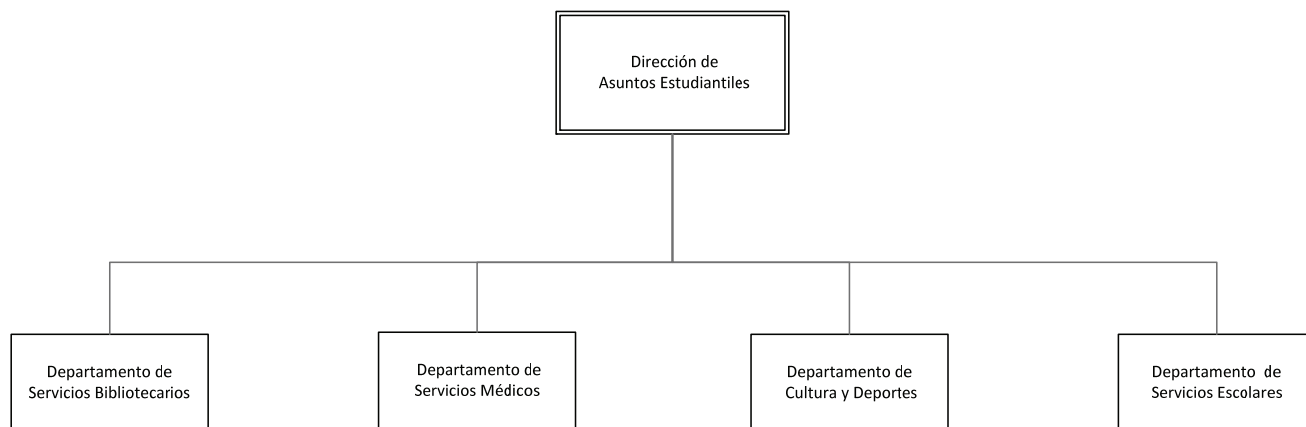 Dirección de
Asuntos Estudiantiles
Departamento de
Servicios Bibliotecarios
Departamento de
Servicios Médicos
Departamento de
Cultura y Deportes
Departamento de
Servicios Escolares